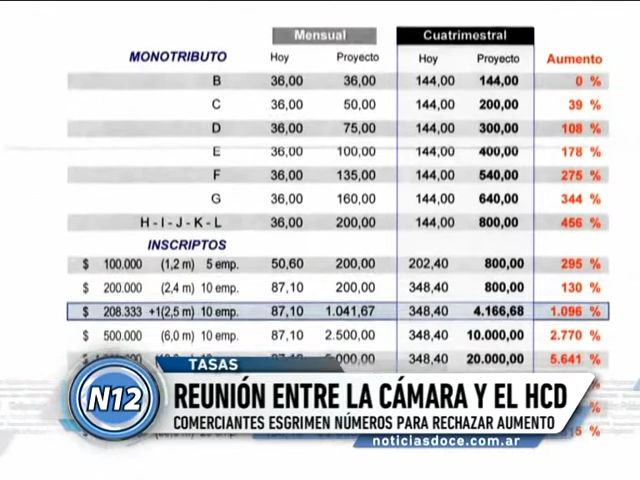 Mensual Cuatrimestral
MONOTRIBUTO Hoy Proyecto Hoy Proyecto Aumento
B 36,00 36,00 144,00 144,00 0 %
C 36,00 50,00 144,00 200,00 39 %
D 36,00 75,00 144,00 300,00 108 %
E 36,00 100,00 144,00 400,00 178 %
F 36,00 135,00 144,00 540,00 275 %
G 36,00 160,00 144,00 640,00 344 %
H - I - J - K - L 36,00 200,00 144,00 800,00 456 %
INSCRIPTOS
$ 100.000 (1,2 m) 5 emp. 50,60 200,00 202,40 800,00 295 %
$ 200.000 (2,4 m) 10 emp. 87,10 200,00 348,40 800,00 130 %
$ 208.333 +1(2,5 m) 10 emp. 87,10 1.041,67 348,40 4.166,68 1.096 %
$ 500.000 (6,0 m) 10 emp. 87,10 2.500,00 348,40 10.000,00 2.770 %
348,40 20.000,00 5.641 %
TASAS
N12
REUNIÓN ENTRE LA CÁMARA Y EL HCD
COMERCIANTES ESGRIMEN NÚMEROS PARA RECHAZAR AUMENTO
noticiasdoce.com.ar